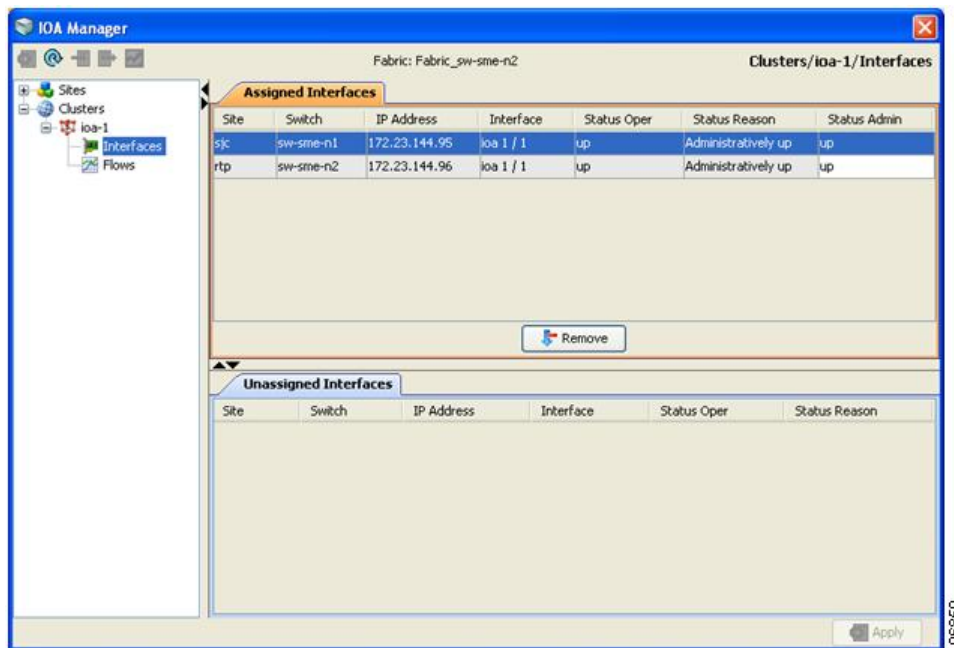 IOA Manager
Fabric: Fabric_sw-sme-n2 Clusters/ioa-1/Interfaces
Sites
Clusters
ioa-1
Interfaces
Flows
Assigned Interfaces
Site Switch IP Address Interface Status Oper Status Reason Status Admin
sjc sw-sme-n1 172.23.144.95 ioa 1 / 1 up Administratively up up
rtp sw-sme-n2 172.23.144.96 ioa 1 / 1 up Administratively up up
Remove
Unassigned Interfaces
Site Switch IP Address Interface Status Oper Status Reason
Apply